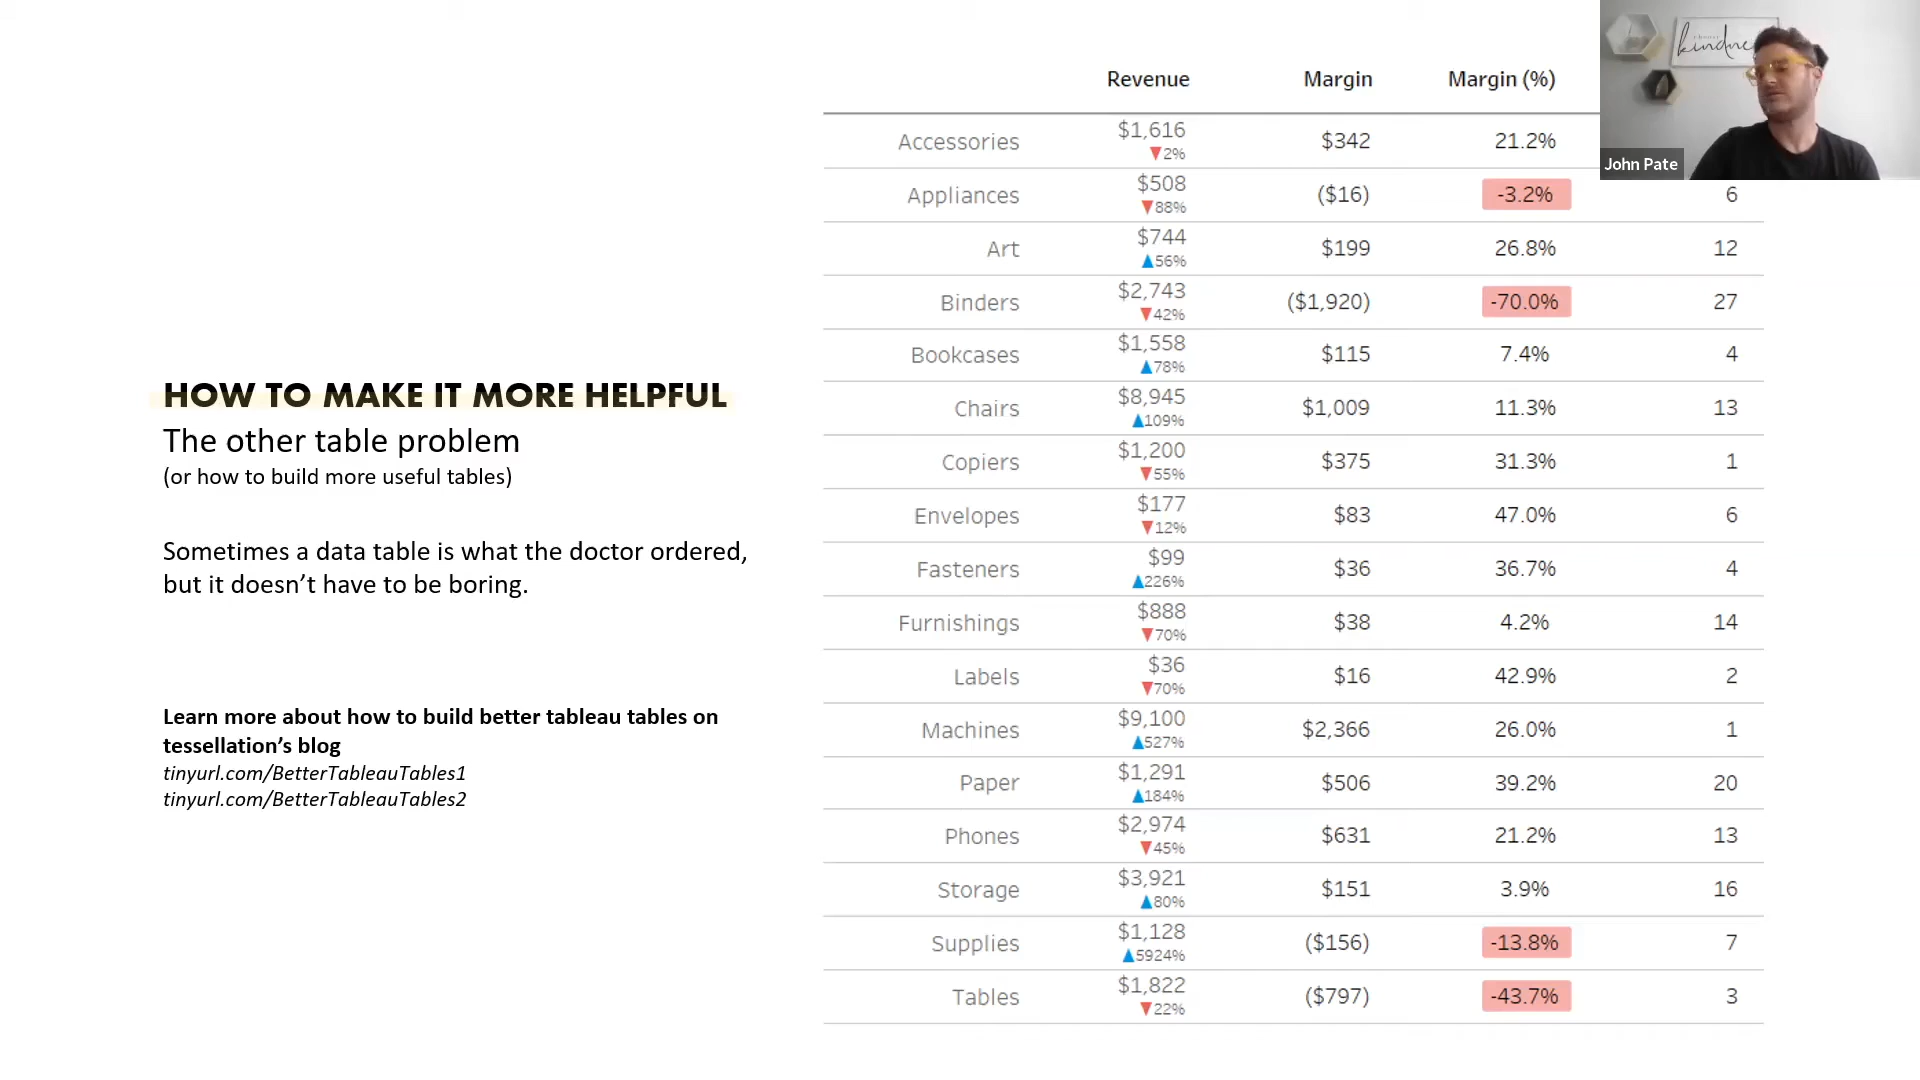 kindne
John Pate
HOW TO MAKE IT MORE HELPFUL
The other table problem
(or how to build more useful tables)
Sometimes a data table is what the doctor ordered,
but it doesn’t have to be boring.
Learn more about how to build better tableau tables on
tessellation’s blog
tinyurl.com/BetterTableauTables1
tinyurl.com/BetterTableauTables2
Revenue Margin Margin (%)
Accessories $1,616 ▼2% $342 21.2%
Appliances $508 ▼88% ($16) -3.2% 6
Art $744 ▲56% $199 26.8% 12
Binders $2,743 ▼42% ($1,920) -70.0% 27
Bookcases $1,558 ▲78% $115 7.4% 4
Chairs $8,945 ▲109% $1,009 11.3% 13
Copiers $1,200 ▼55% $375 31.3% 1
Envelopes $177 ▼12% $83 47.0% 6
Fasteners $99 ▲226% $36 36.7% 4
Furnishings $888 ▼70% $38 4.2% 14
Labels $36 ▼70% $16 42.9% 2
Machines $9,100 ▲527% $2,366 26.0% 1
Paper $1,291 ▲184% $506 39.2% 20
Phones $2,974 ▼45% $631 21.2% 13
Storage $3,921 ▲80% $151 3.9% 16
Supplies $1,128 ▲5924% ($156) -13.8% 7
Tables $1,822 ▼22% ($797) -43.7% 3